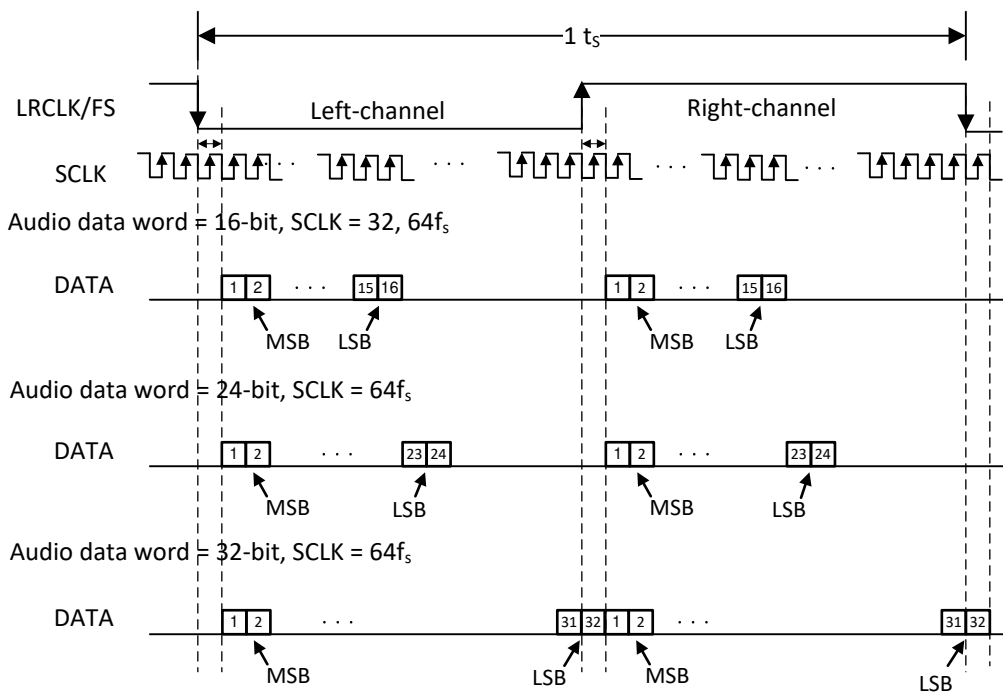 1 tS
LRCLK/FS
Left-channel
Right-channel
SCLK
. . . . . . . . . . . .
Audio data word = 16-bit, SCLK = 32, 64fs
DATA
1 2 . . . 15 16 1 2 . . . 15 16
MSB LSB MSB LSB
Audio data word = 24-bit, SCLK = 64fs
DATA
1 2 . . . 23 24 1 2 . . . 23 24
MSB LSB MSB LSB
Audio data word = 32-bit, SCLK = 64fs
DATA
1 2 . . . 31 32 1 2 . . . 31 32
MSB LSB MSB LSB